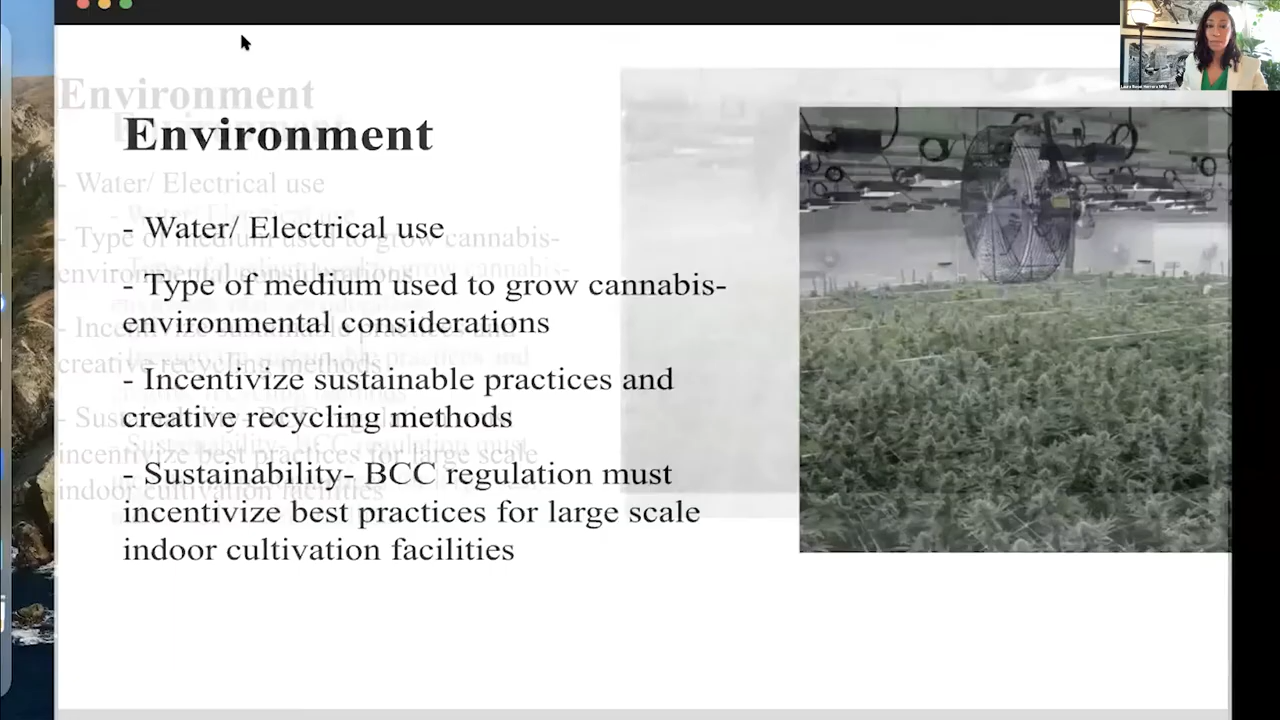 Environment
- Water/ Electrical use
- Type of medium used to grow cannabis-
environmental considerations
- Incentivize sustainable practices and
creative recycling methods
- Sustainability- BCC regulation must
incentivize best practices for large scale
indoor cultivation facilities